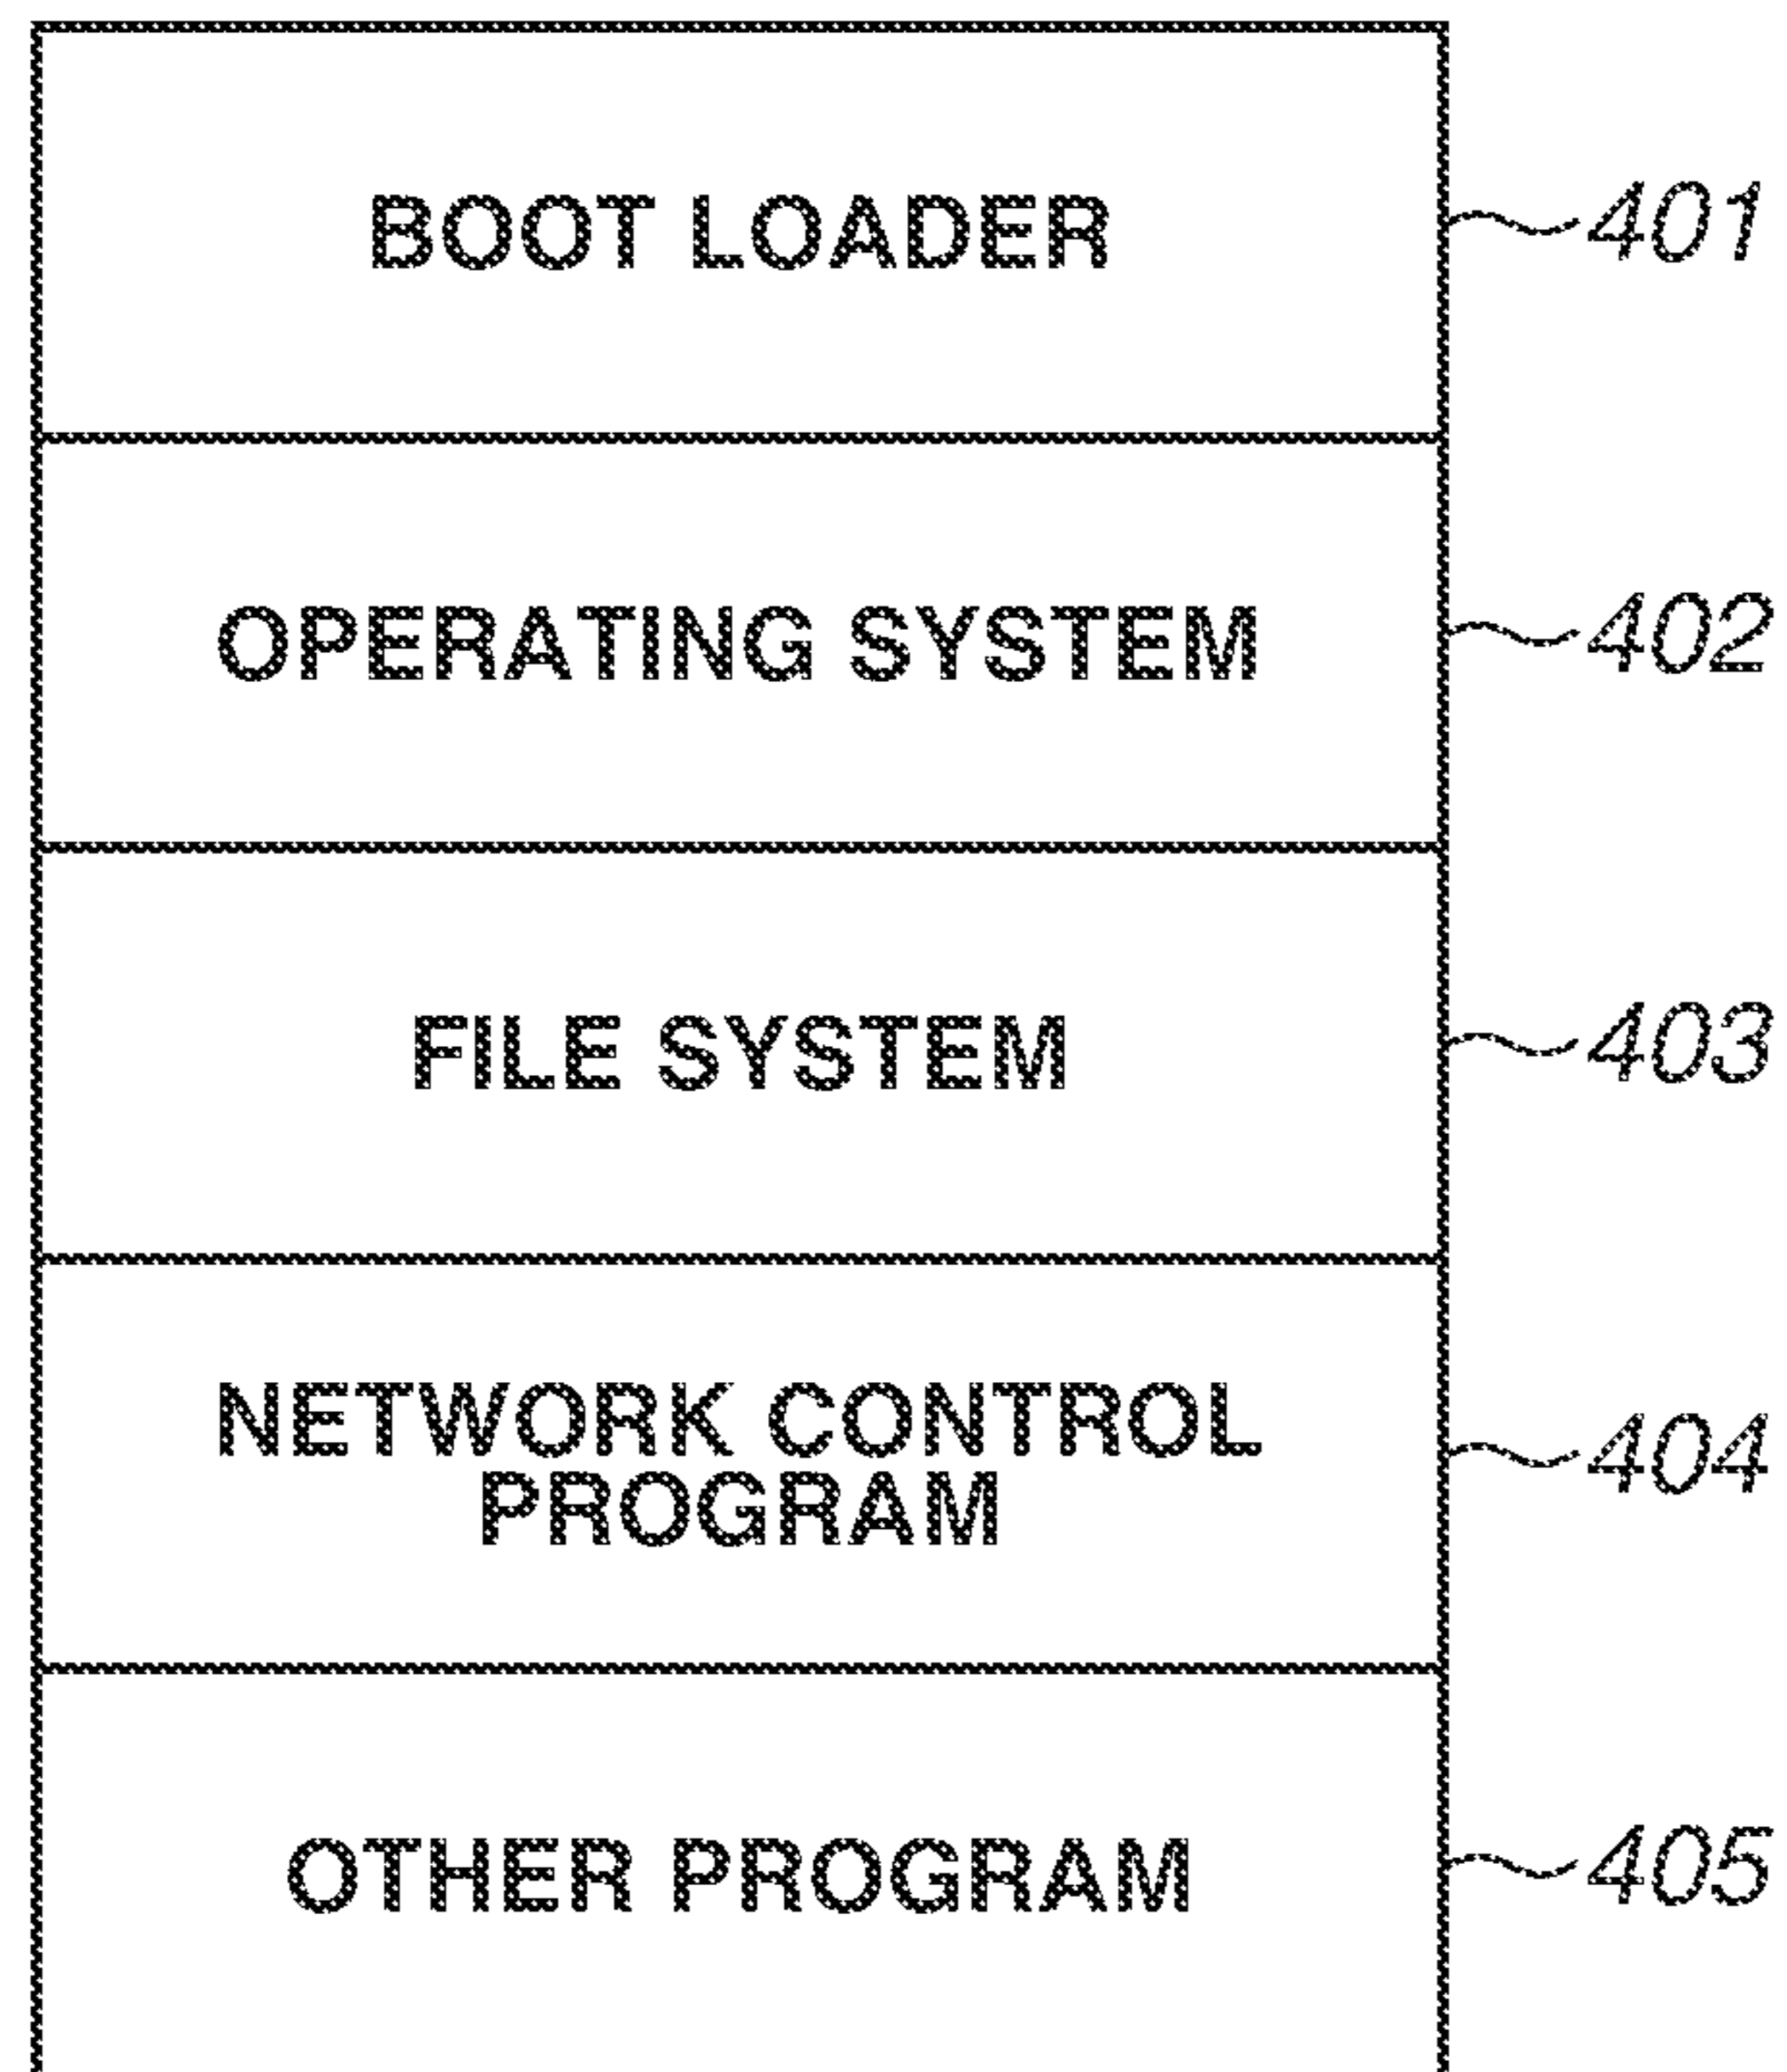 BOOT LOADER
401
OPERATING SYSTEM
402
FILE SYSTEM
403
NETWORK CONTROL
PROGRAM
404
OTHER PROGRAM
405